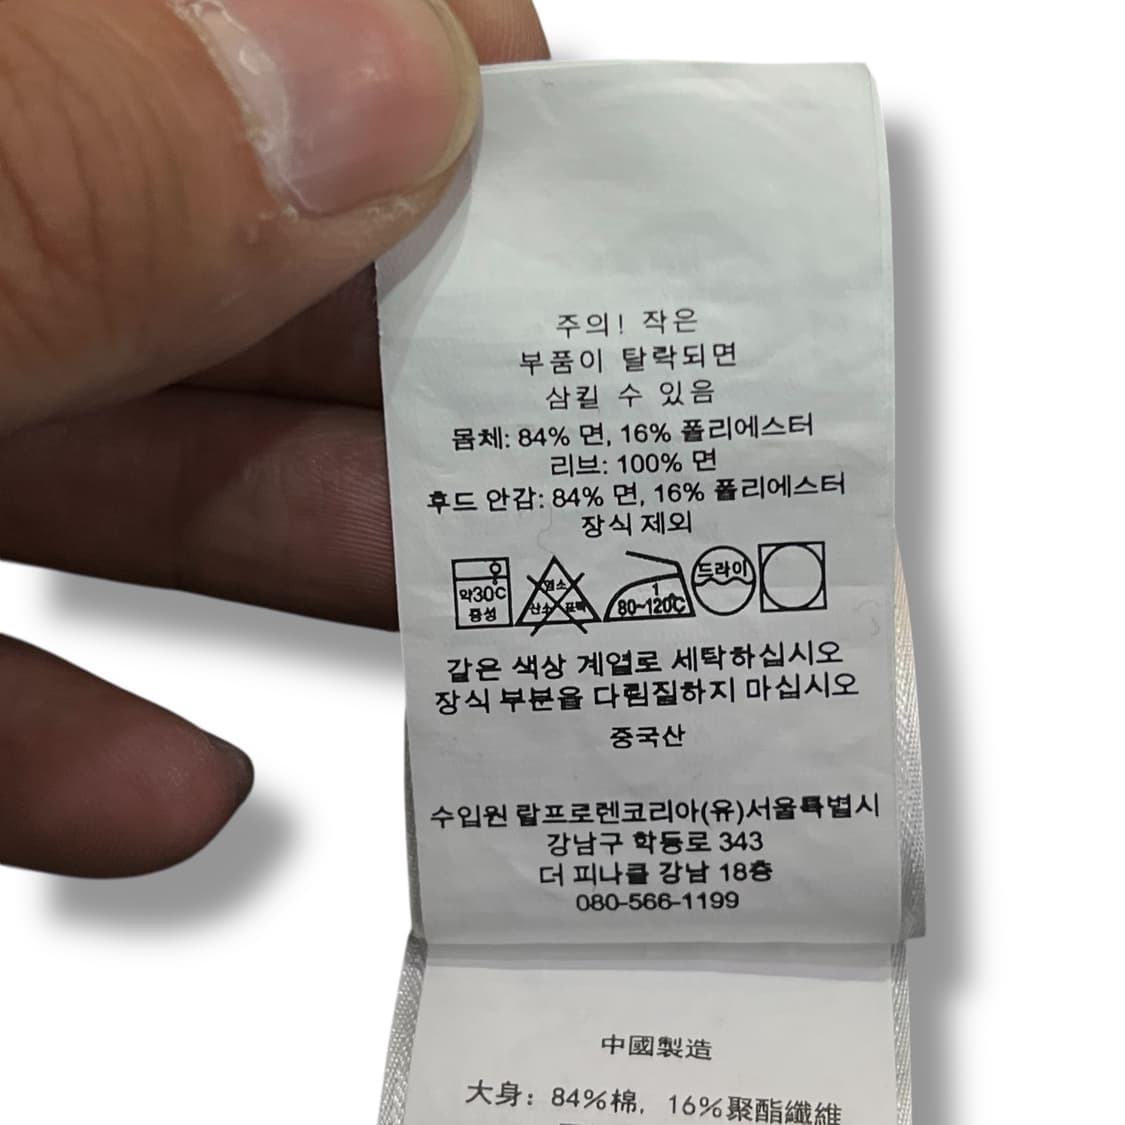 주의! 작은
부품이 탈락되면
삼킬 수 있음
몸체: 84% 면, 16% 폴리에스터
리브: 100% 면
후드 안감: 84% 면, 16% 폴리에스터
장식 제외
약30℃ 중성
염소
산소 표백
1
80~120℃
드라이
같은 색상 계열로 세탁하십시오
장식 부분을 다림질하지 마십시오
중국산
수입원 랄프로렌코리아(유)서울특별시
강남구 학동로 343
더 피나클 강남 18층
080-566-1199
中國製造
大身: 84%棉, 16%聚酯纖維